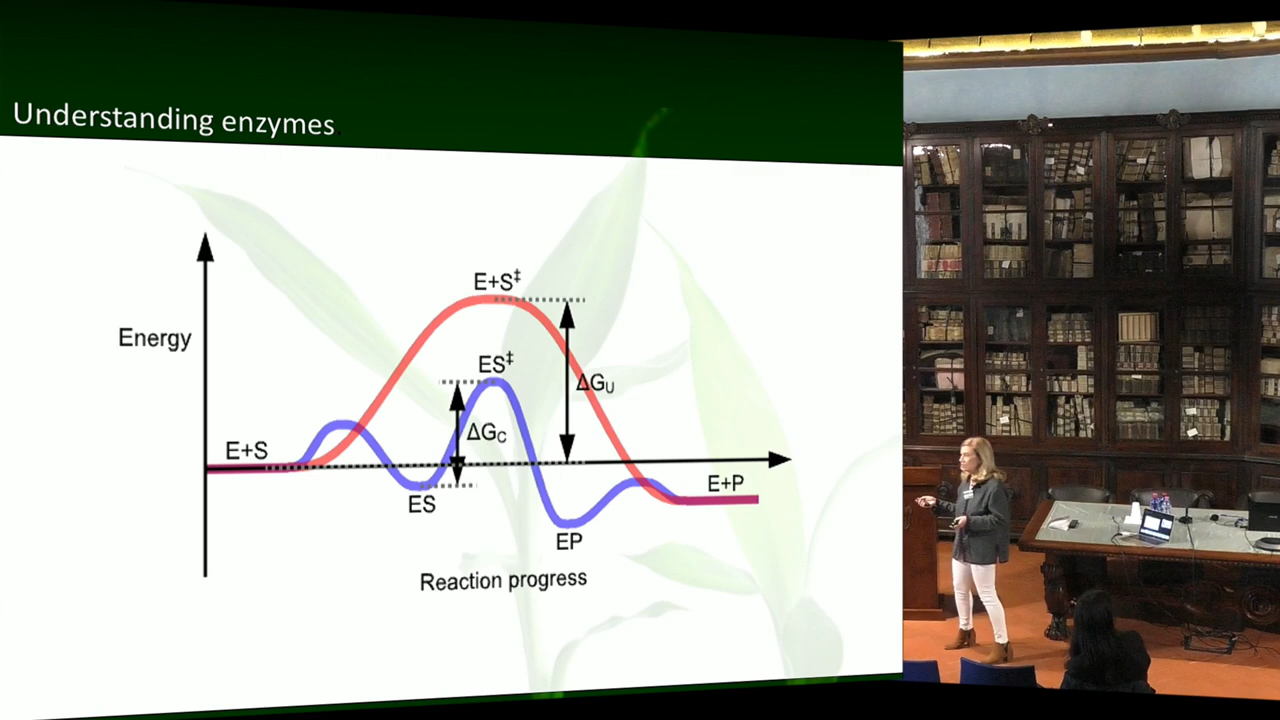 Understanding enzymes.
E+S‡
Energy
ES‡
ΔGU
ΔGC
E+S
E+P
ES
EP
Reaction progress